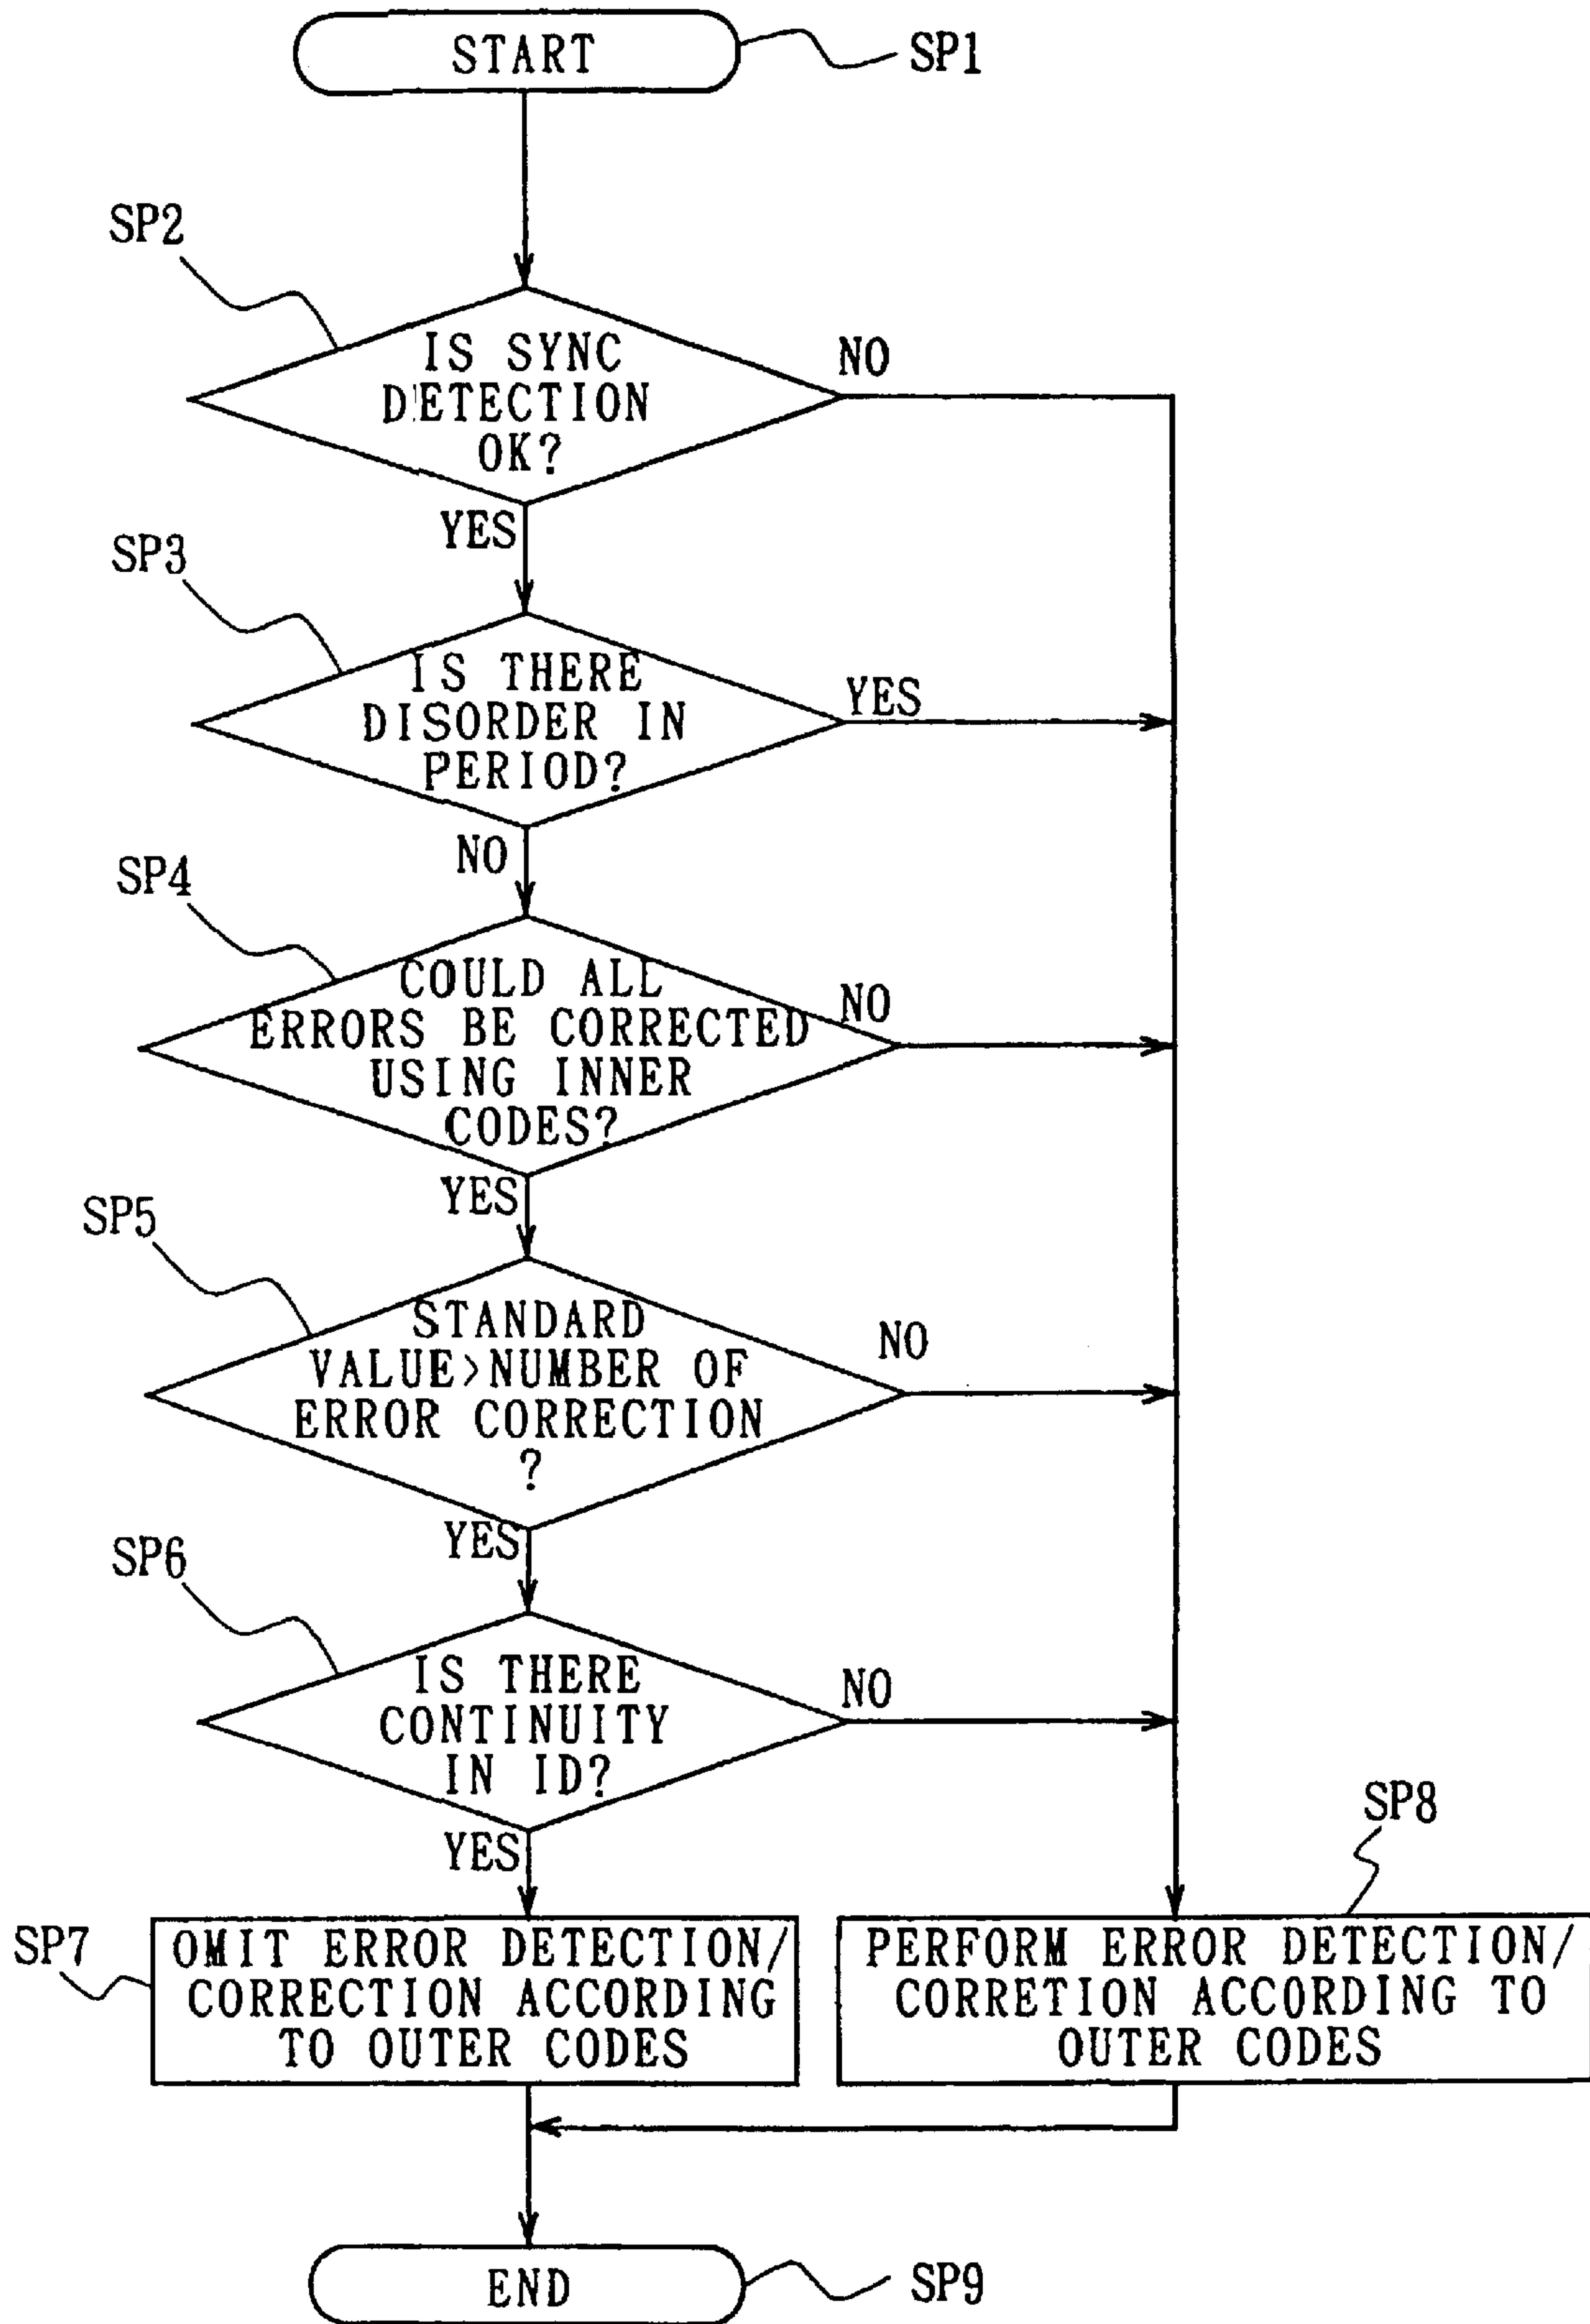 START
SP1
SP2
IS SYNC
DETECTION
OK?
NO
YES
SP3
IS THERE
DISORDER IN
PERIOD?
YES
NO
SP4
COULD ALL
ERRORS BE CORRECTED
USING INNER
CODES?
NO
YES
SP5
STANDARD
VALUE>NUMBER OF
ERROR CORRECTION
?
NO
YES
SP6
IS THERE
CONTINUITY
IN ID?
NO
YES
SP7
OMIT ERROR DETECTION/
CORRECTION ACCORDING
TO OUTER CODES
SP8
PERFORM ERROR DETECTION/
CORRETION ACCORDING TO
OUTER CODES
END
SP9